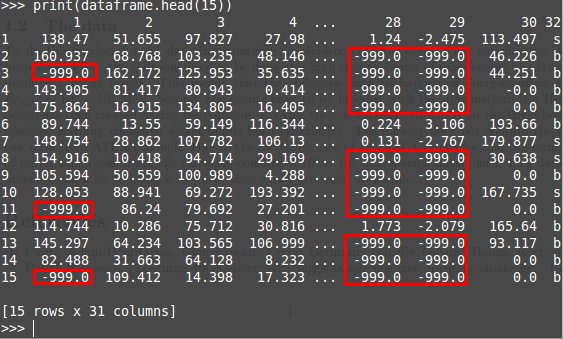 >>> print(dataframe.head(15))
1 2 3 4 ... 28 29 30 32
1 138.47 51.655 97.827 27.98 ... 1.24 -2.475 113.497 s
2 160.937 68.768 103.235 48.146 ... -999.0 -999.0 46.226 b
3 -999.0 162.172 125.953 35.635 ... -999.0 -999.0 44.251 b
4 143.905 81.417 80.943 0.414 ... -999.0 -999.0 -0.0 b
5 175.864 16.915 134.805 16.405 ... -999.0 -999.0 0.0 b
6 89.744 13.55 59.149 116.344 ... 0.224 3.106 193.66 b
7 148.754 28.862 107.782 106.13 ... 0.131 -2.767 179.877 s
8 154.916 10.418 94.714 29.169 ... -999.0 -999.0 30.638 s
9 105.594 50.559 100.989 4.288 ... -999.0 -999.0 0.0 b
10 128.053 88.941 69.272 193.392 ... -999.0 -999.0 167.735 s
11 -999.0 86.24 79.692 27.201 ... -999.0 -999.0 0.0 b
12 114.744 10.286 75.712 30.816 ... 1.773 -2.079 165.64 b
13 145.297 64.234 103.565 106.999 ... -999.0 -999.0 93.117 b
14 82.488 31.663 64.128 8.232 ... -999.0 -999.0 0.0 b
15 -999.0 109.412 14.398 17.323 ... -999.0 -999.0 0.0 b
[15 rows x 31 columns]
>>>